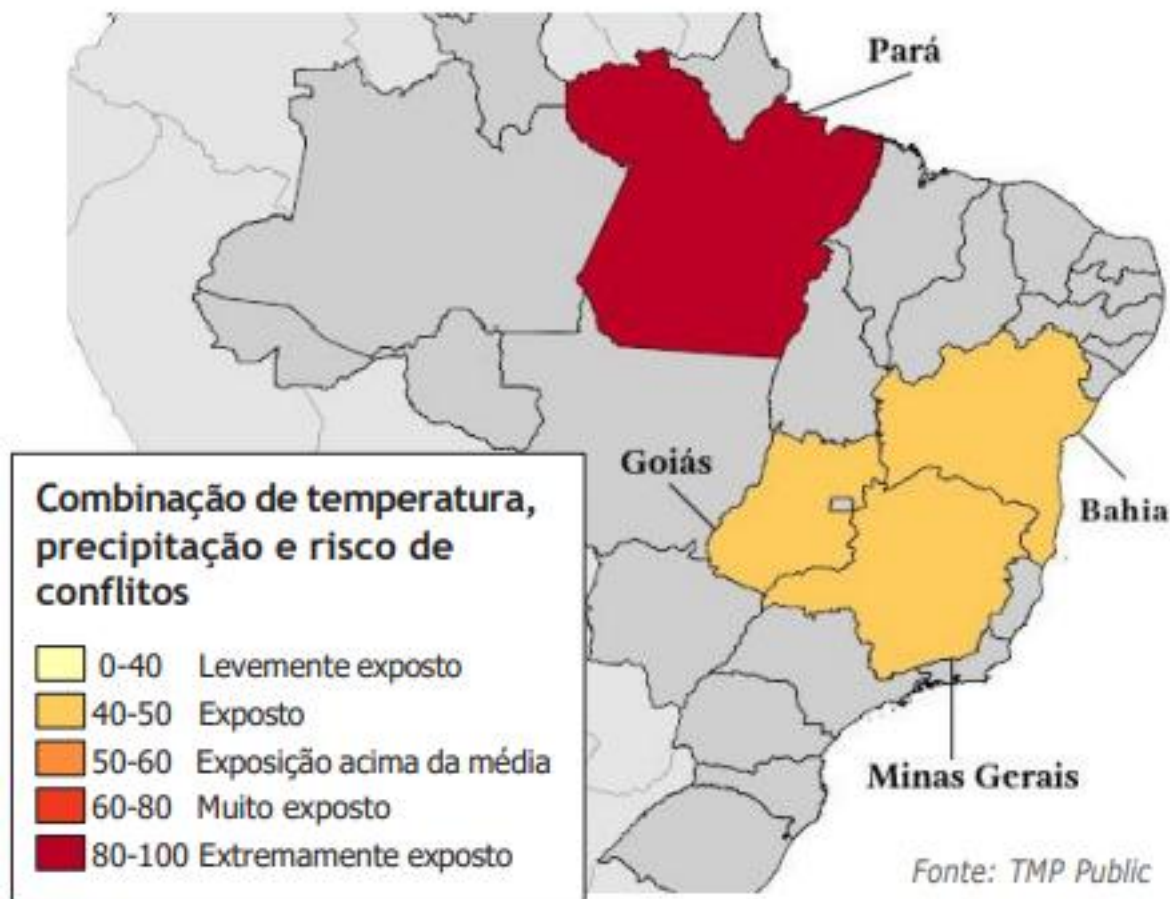 Pará
Goiás
Bahia
Minas Gerais
Combinação de temperatura,
precipitação e risco de
conflitos
0-40 Levemente exposto
40-50 Exposto
50-60 Exposição acima da média
60-80 Muito exposto
80-100 Extremamente exposto
Fonte: TMP Public